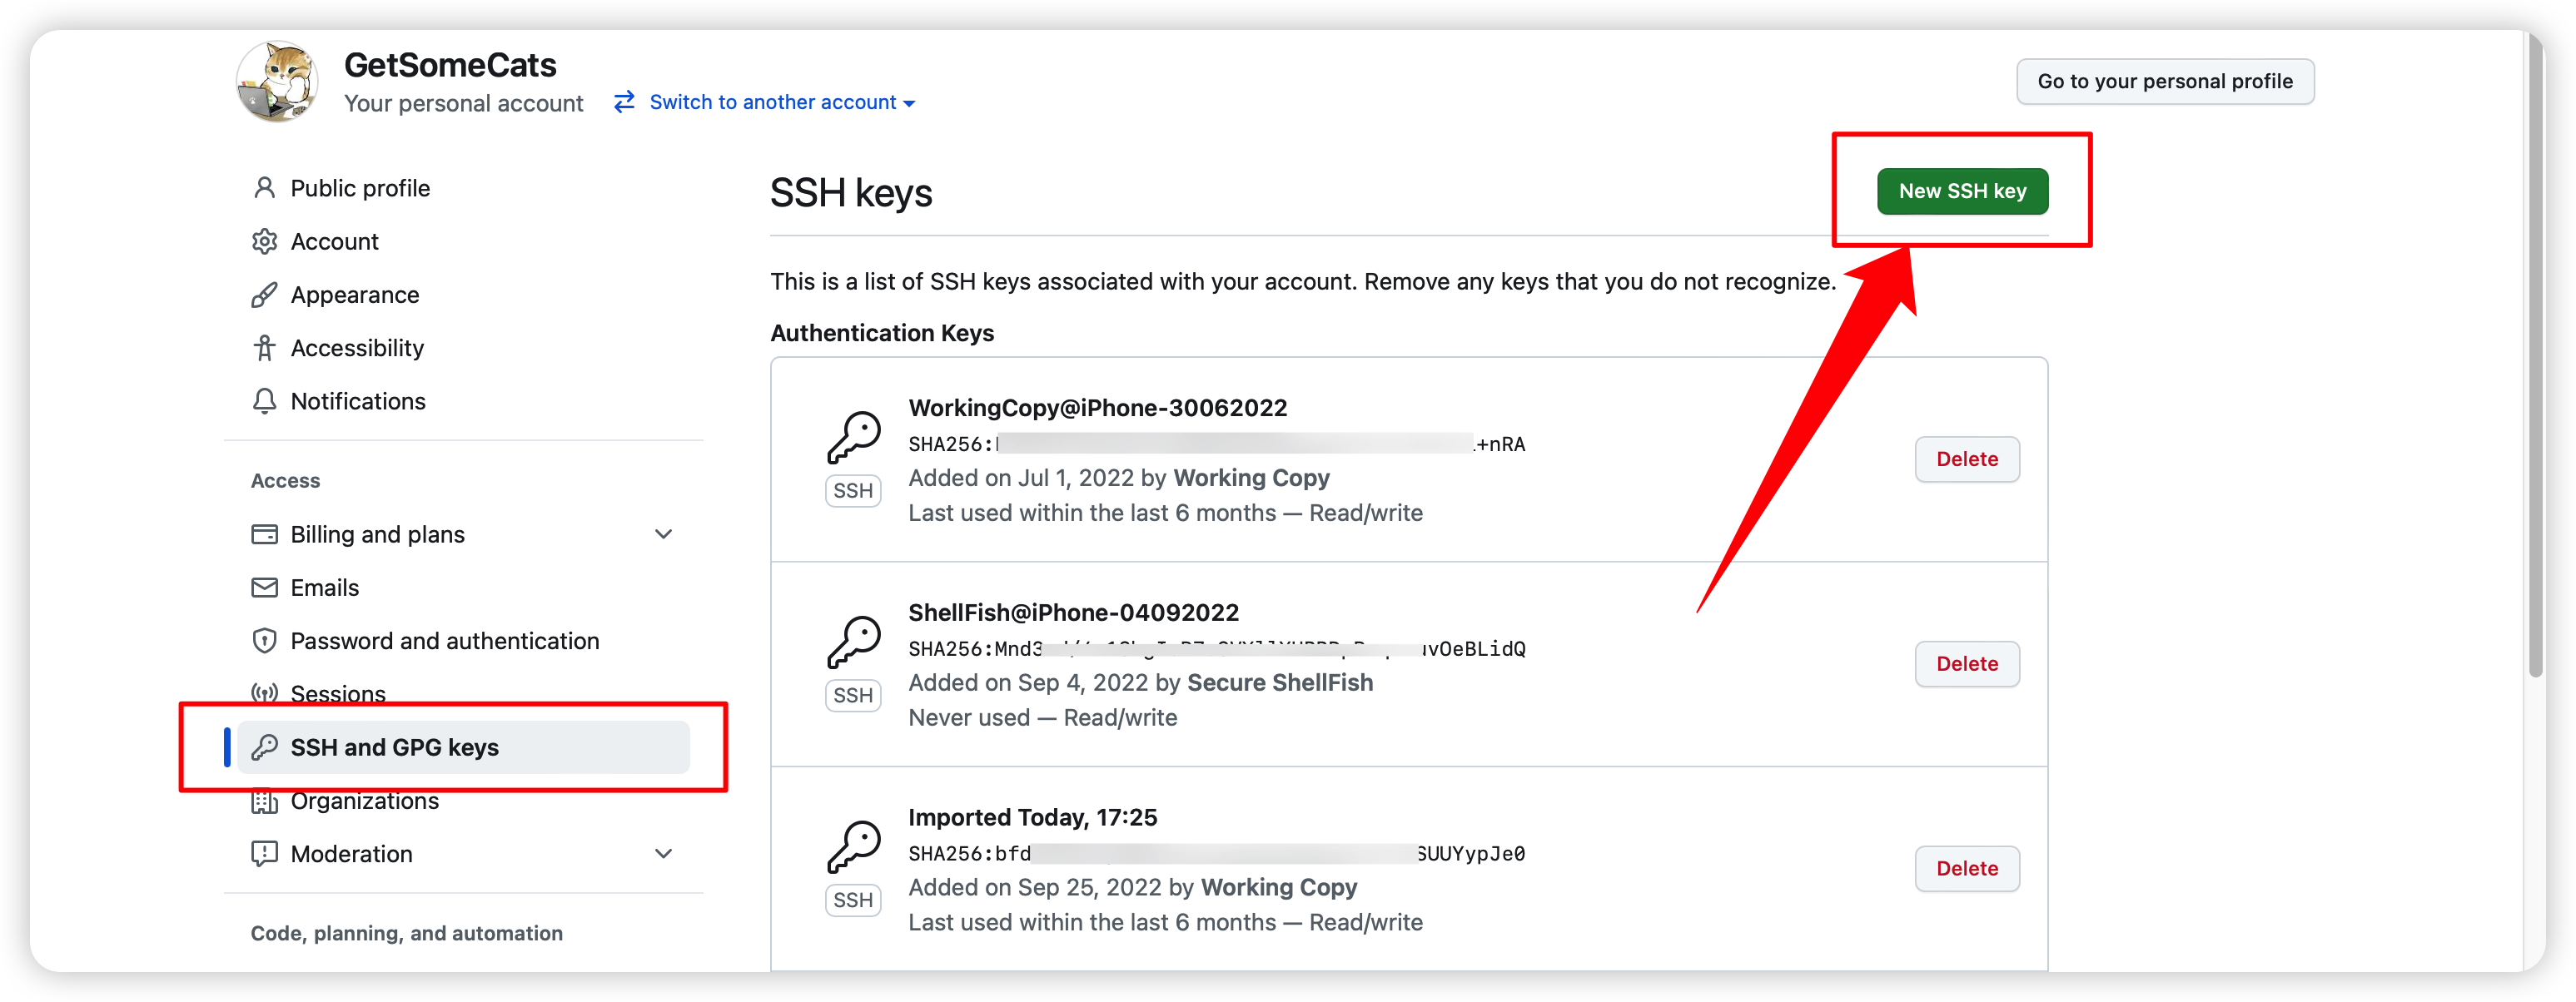 GetSomeCats
Your personal account
Switch to another account
Go to your personal profile
Public profile
Account
Appearance
Accessibility
Notifications
Access
Billing and plans
Emails
Password and authentication
Sessions
SSH and GPG keys
Organizations
Moderation
Code, planning, and automation
SSH keys
New SSH key
This is a list of SSH keys associated with your account. Remove any keys that you do not recognize.
Authentication Keys
WorkingCopy@iPhone-30062022
SHA256: +nRA
SSH
Added on Jul 1, 2022 by Working Copy
Last used within the last 6 months — Read/write
Delete
ShellFish@iPhone-04092022
SHA256:Mnd3 vOeBLidQ
SSH
Added on Sep 4, 2022 by Secure ShellFish
Never used — Read/write
Delete
Imported Today, 17:25
SHA256:bfd SUUYypJe0
SSH
Added on Sep 25, 2022 by Working Copy
Last used within the last 6 months — Read/write
Delete